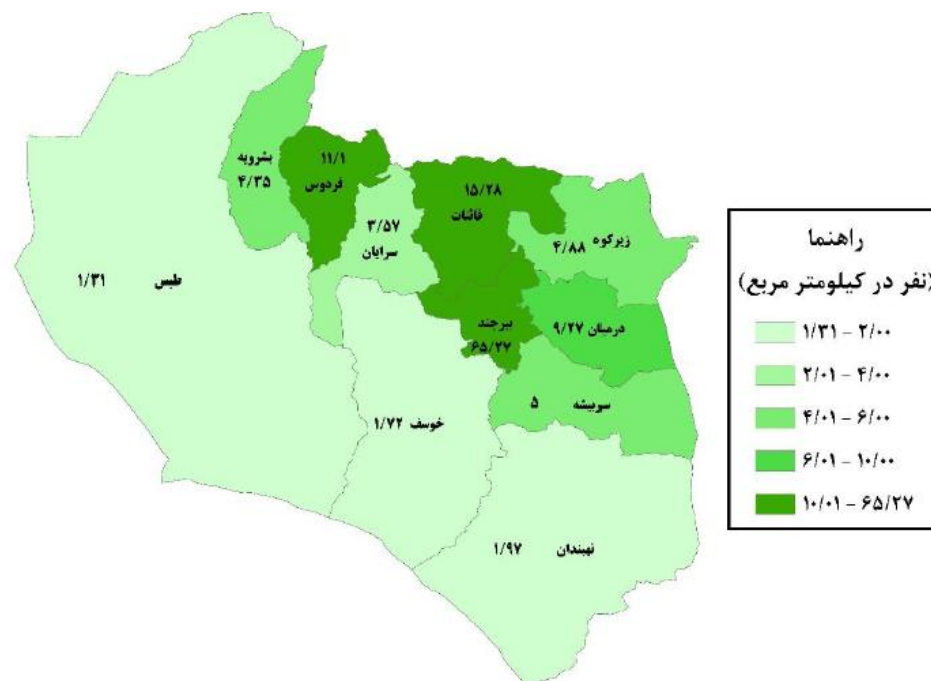 بشرویه
۴/۳۵
۱۱/۱
فردوس
۱۵/۲۸
قائنات
۳/۵۷
سرایان
زیرکوه
۴/۸۸
طبس ۱/۳۱
بیرجند
۶۵/۲۷
درمیان ۹/۲۷
سربیشه ۵
خوسف ۱/۷۲
نهبندان ۱/۹۷
راهنما
(نفر در کیلومتر مربع)
۱/۳۱ – ۲/۰۰
۲/۰۱ – ۴/۰۰
۴/۰۱ – ۶/۰۰
۶/۰۱ – ۱۰/۰۰
۱۰/۰۱ – ۶۵/۲۷